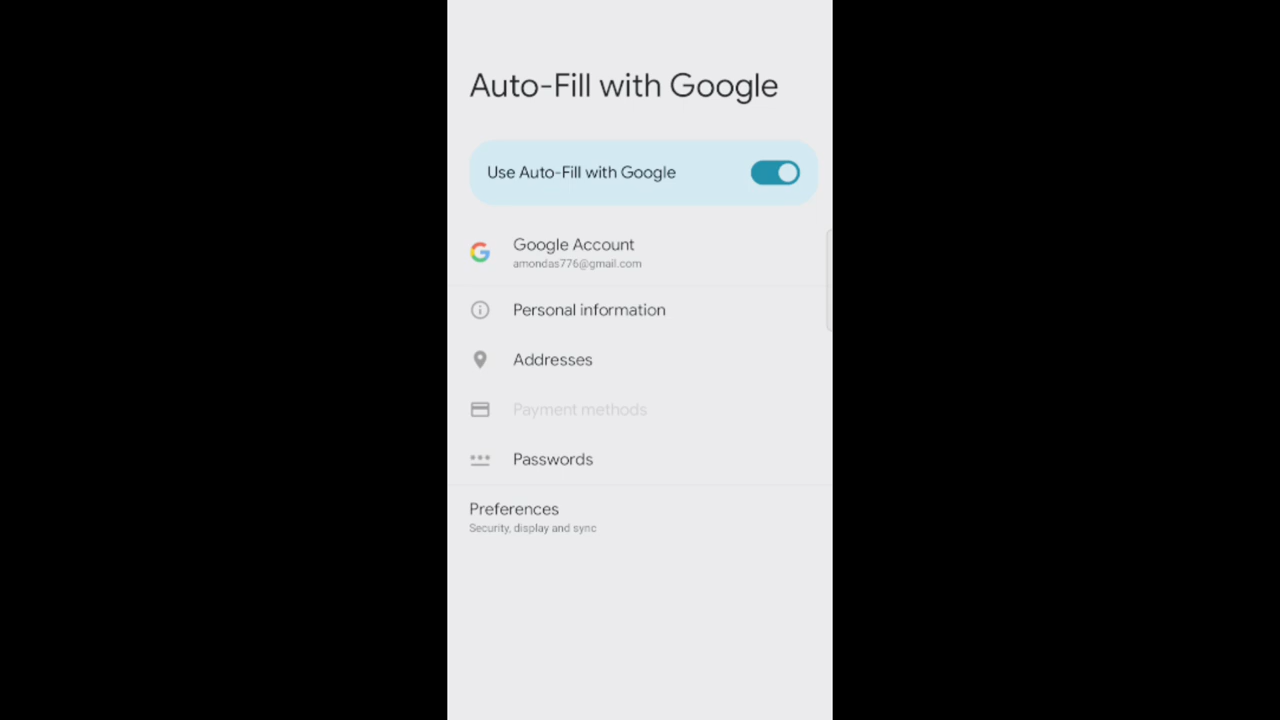 Auto-Fill with Google
Use Auto-Fill with Google
Google Account
amondas776@gmail.com
Personal information
Addresses
Payment methods
Passwords
Preferences
Security, display and sync